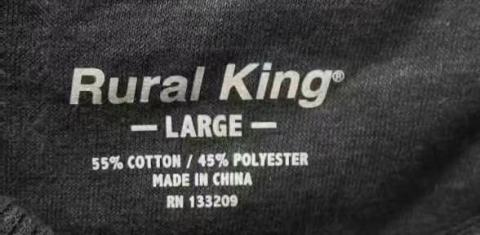 Rural King®
— LARGE —
55% COTTON / 45% POLYESTER
MADE IN CHINA
RN 133209